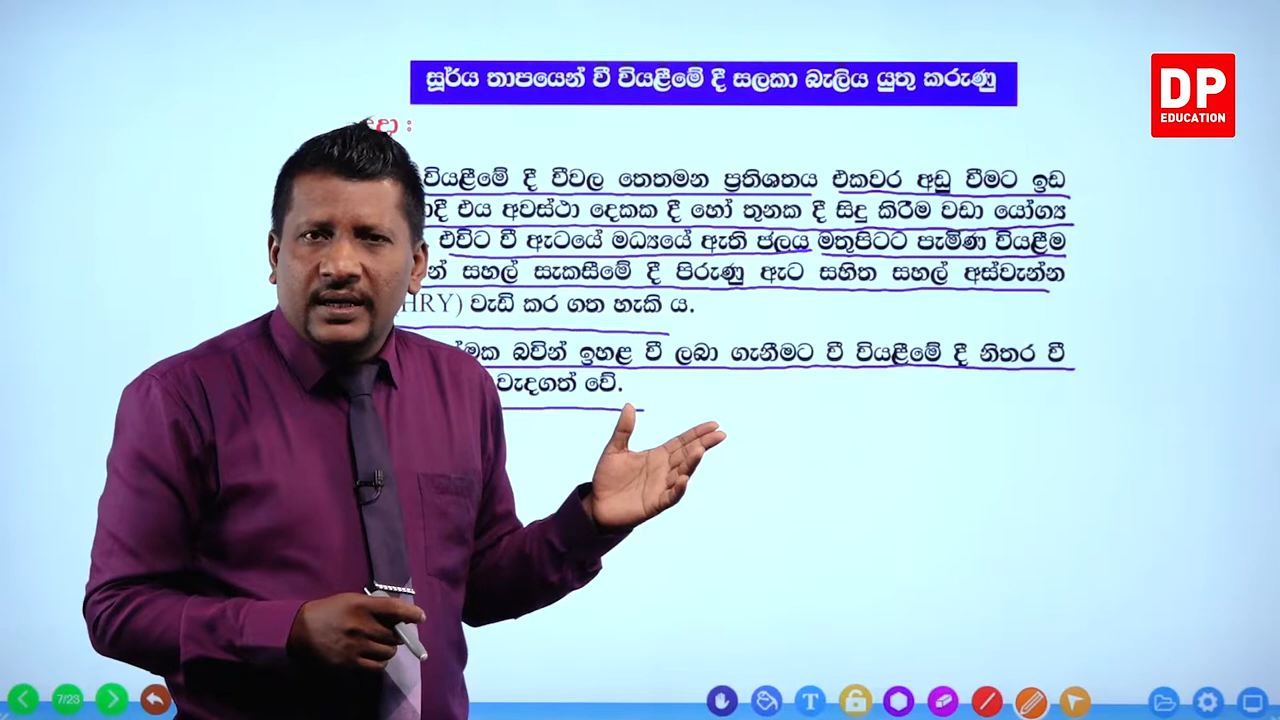 සූර්ය තාපයෙන් වී වියළීමේ දී සලකා බැලිය යුතු කරුණු
DP
EDUCATION
වියළීමේ දී වීවල තෙතමන ප්‍රතිශතය එකවර අඩු වීමට ඉඩ
එය අවස්ථා දෙකක දී හෝ තුනක දී සිදු කිරීම වඩා යෝග්‍ය
එවිට වී ඇටයේ මධ්‍යයේ ඇති ජලය මතුපිටට පැමිණ වියළීම
සහල් සැකසීමේ දී පිරුණු ඇට සහිත සහල් අස්වැන්න
(HRY) වැඩි කර ගත හැකි ය.
බවින් ඉහළ වී ලබා ගැනීමට වී වියළීමේ දී නිතර වී
වැදගත් වේ.
7/23